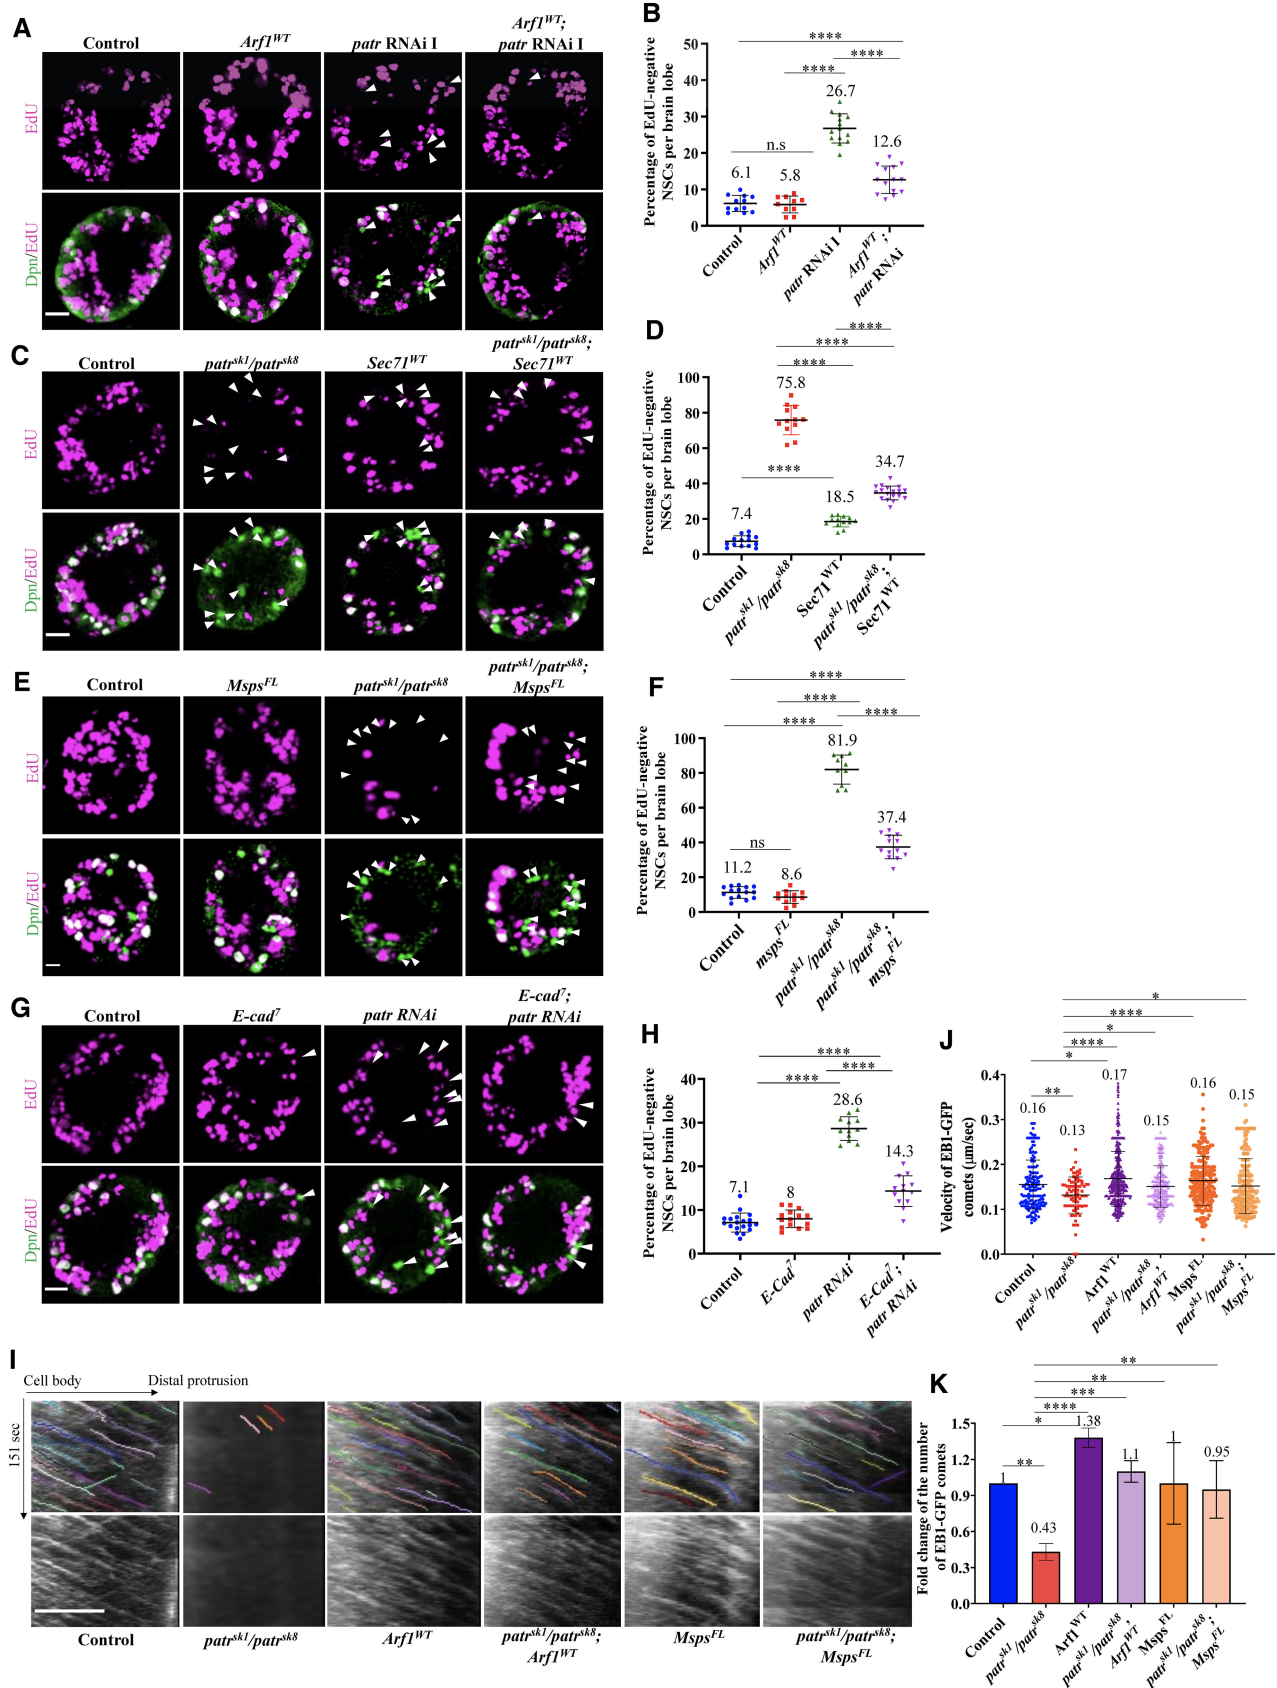 A
Control
Arf1WT
patr RNAi I
Arf1WT;
patr RNAi I
EdU
Dpn/EdU
B
Percentage of EdU-negative
NSCs per brain lobe
50
40
30
20
10
0
****
****
****
n.s
6.1
5.8
26.7
12.6
Control
Arf1WT
patr RNAi I
Arf1WT;
patr RNAi
C
Control
patrsk1/patrsk8
Sec71WT
patrsk1/patrsk8;
Sec71WT
EdU
Dpn/EdU
D
Percentage of EdU-negative
NSCs per brain lobe
100
80
60
40
20
0
****
****
****
****
7.4
75.8
18.5
34.7
Control
patrsk1/patrsk8
Sec71WT
patrsk1/patrsk8;
Sec71WT
E
Control
MspsFL
patrsk1/patrsk8
patrsk1/patrsk8;
MspsFL
EdU
Dpn/EdU
F
Percentage of EdU-negative
NSCs per brain lobe
100
80
60
40
20
0
****
****
****
****
ns
11.2
8.6
81.9
37.4
Control
mspsFL
patrsk1/patrsk8
patrsk1/patrsk8;
mspsFL
G
Control
E-cad7
patr RNAi
E-cad7;
patr RNAi
EdU
Dpn/EdU
H
Percentage of EdU-negative
NSCs per brain lobe
40
30
20
10
0
****
****
****
7.1
8
28.6
14.3
Control
E-Cad7
patr RNAi
E-Cad7;
patr RNAi
J
Velocity of EB1-GFP
comets (µm/sec)
0.4
0.3
0.2
0.1
0.0
*
****
*
****
*
**
0.16
0.13
0.17
0.15
0.16
0.15
Control
patrsk1/patrsk8
Arf1WT
patrsk1/patrsk8,
Arf1WT
MspsFL
patrsk1/patrsk8;
MspsFL
I
Cell body
Distal protrusion
151 sec
Control
patrsk1/patrsk8
Arf1WT
patrsk1/patrsk8;
Arf1WT
MspsFL
patrsk1/patrsk8;
MspsFL
K
Fold change of the number
of EB1-GFP comets
1.5
1.2
0.9
0.6
0.3
0.0
**
**
***
****
*
**
1
0.43
1.38
1.1
1
0.95
Control
patrsk1/patrsk8
Arf1WT
patrsk1/patrsk8,
Arf1WT
MspsFL
patrsk1/patrsk8;
MspsFL